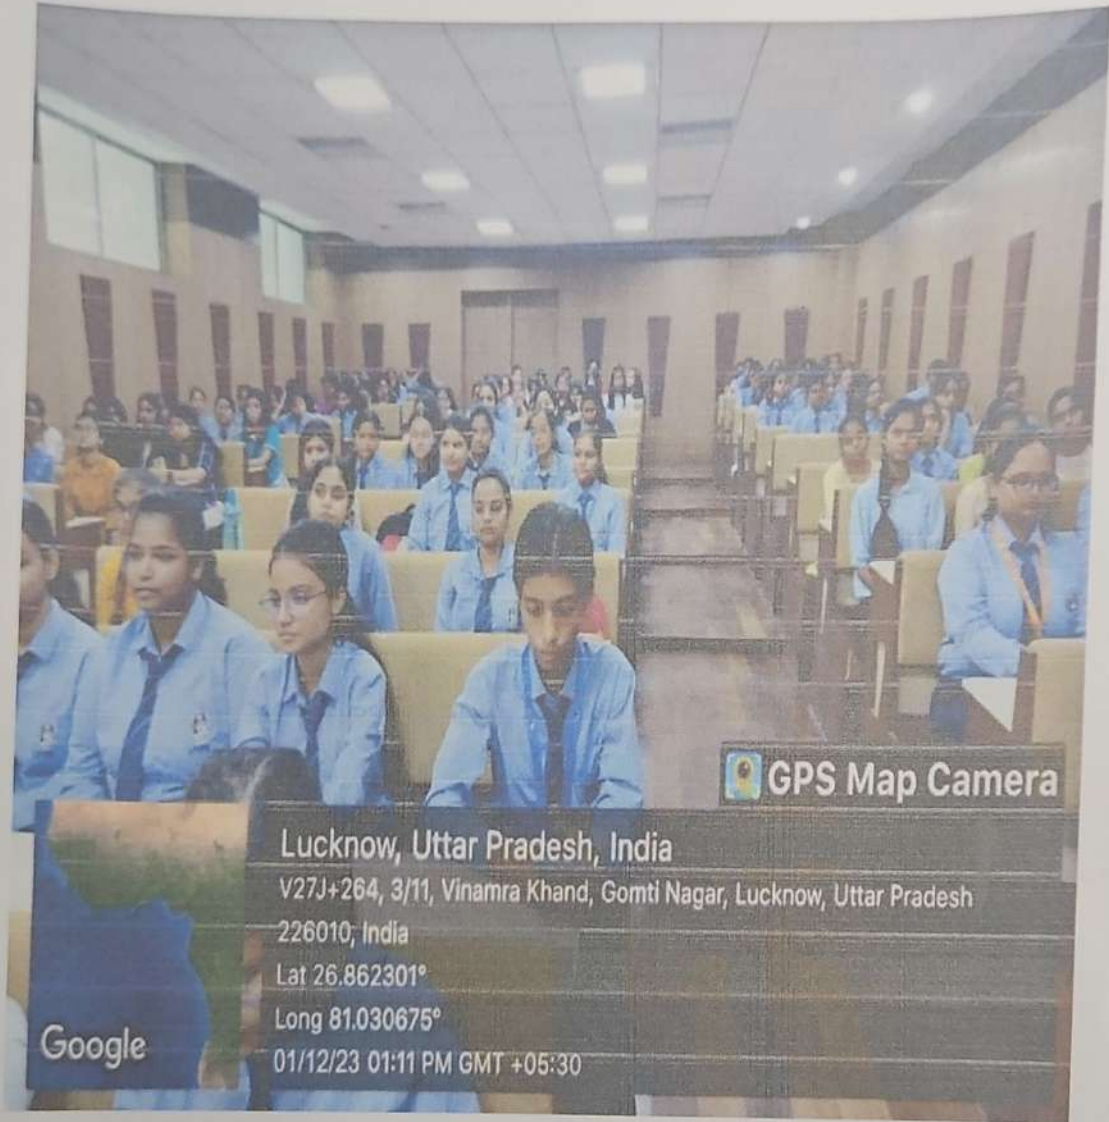 GPS Map Camera
Lucknow, Uttar Pradesh, India
V27J+264, 3/11, Vinamra Khand, Gomti Nagar, Lucknow, Uttar Pradesh
226010, India
Lat 26.862301°
Long 81.030675°
01/12/23 01:11 PM GMT +05:30
Google